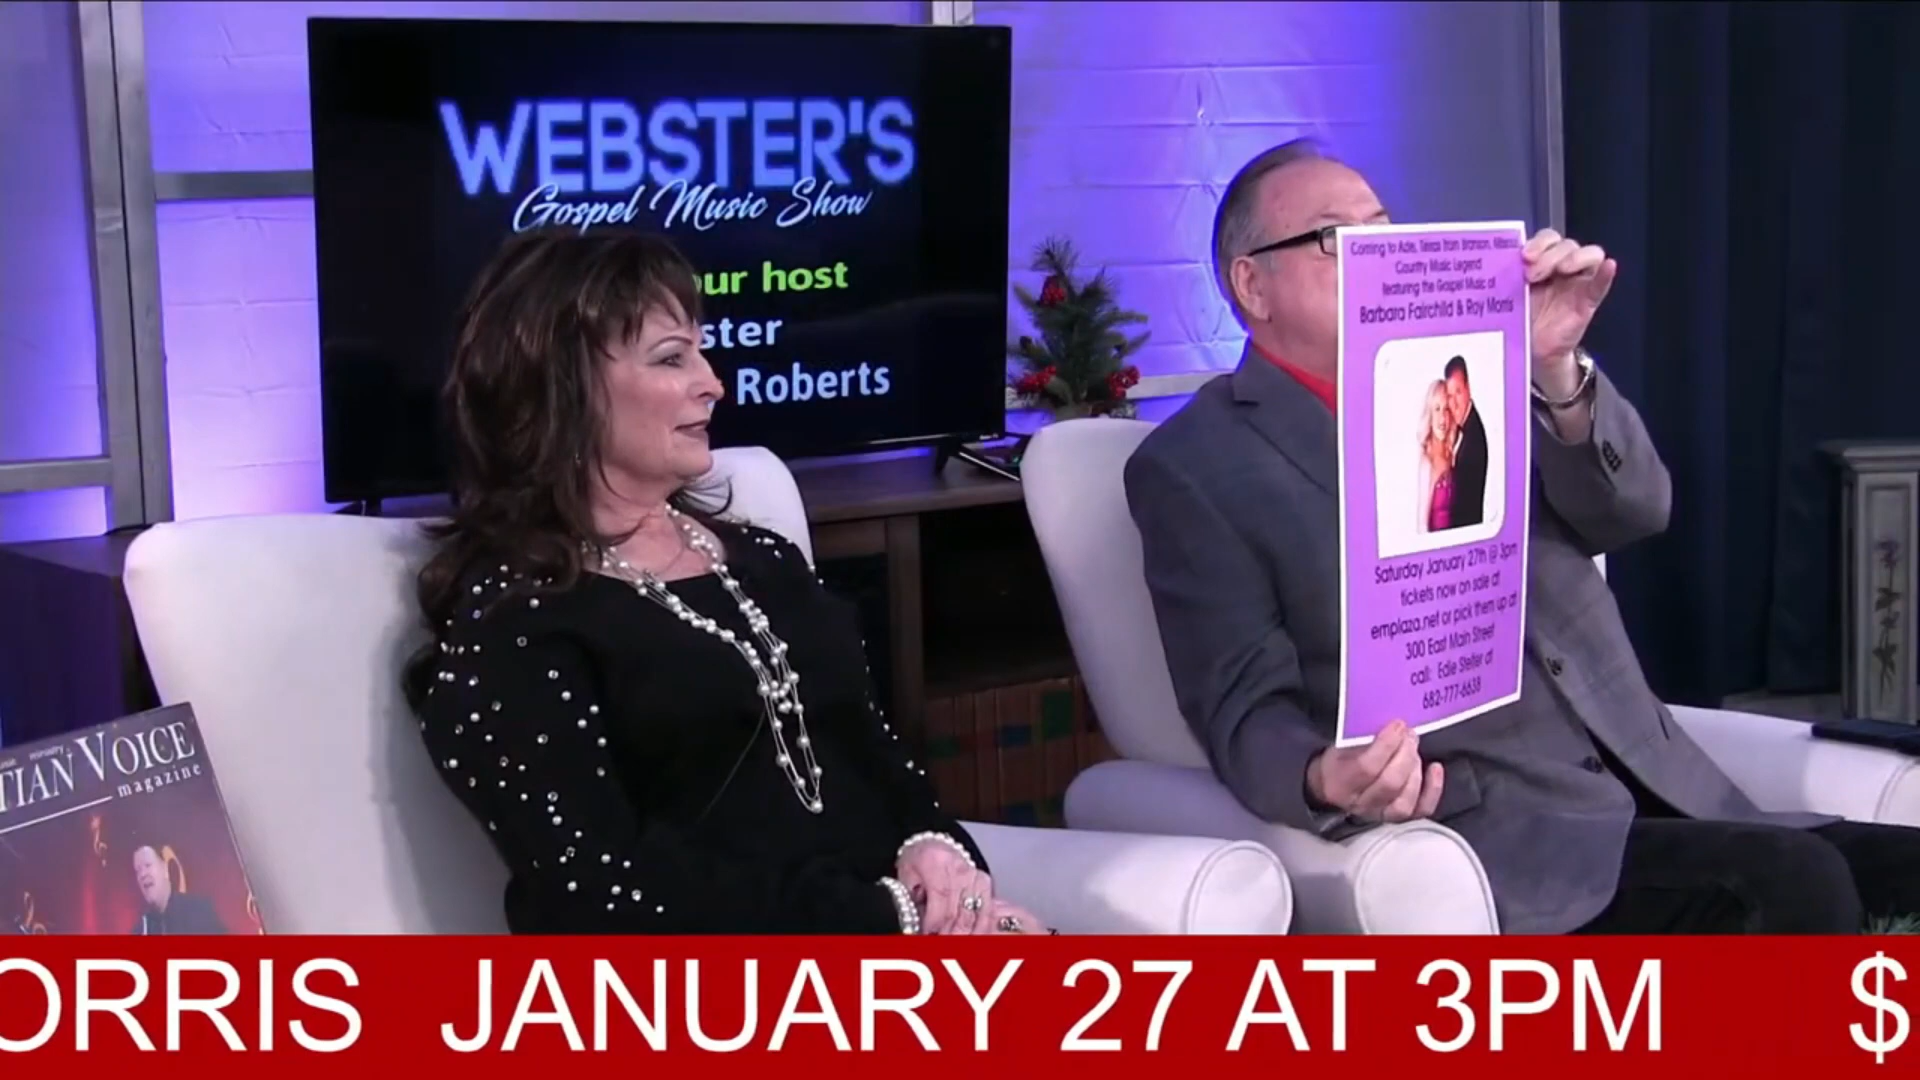 WEBSTER'S
Gospel Music Show
ur host
ster
Roberts
Coming to Azle, Texas from Branson, Missouri
Country Music Legend
featuring the Gospel Music of
Barbara Fairchild & Roy Morris
Saturday January 27th @ 3pm
tickets now on sale at
emplaza.net or pick them up at
300 East Main Street
call: Edie Stelter at
682-777-6638
TIAN VOICE
magazine
ORRIS JANUARY 27 AT 3PM $